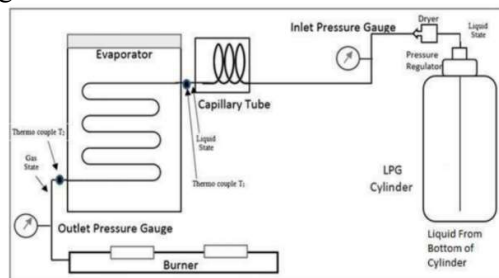 Evaporator
Inlet Pressure Gauge
Dryer
Liquid
State
Pressure
Regulator
Capillary Tube
Thermo couple T₂
Liquid
State
Gas
State
Thermo couple T₁
LPG
Cylinder
Outlet Pressure Gauge
Liquid From
Bottom of
Cylinder
Burner